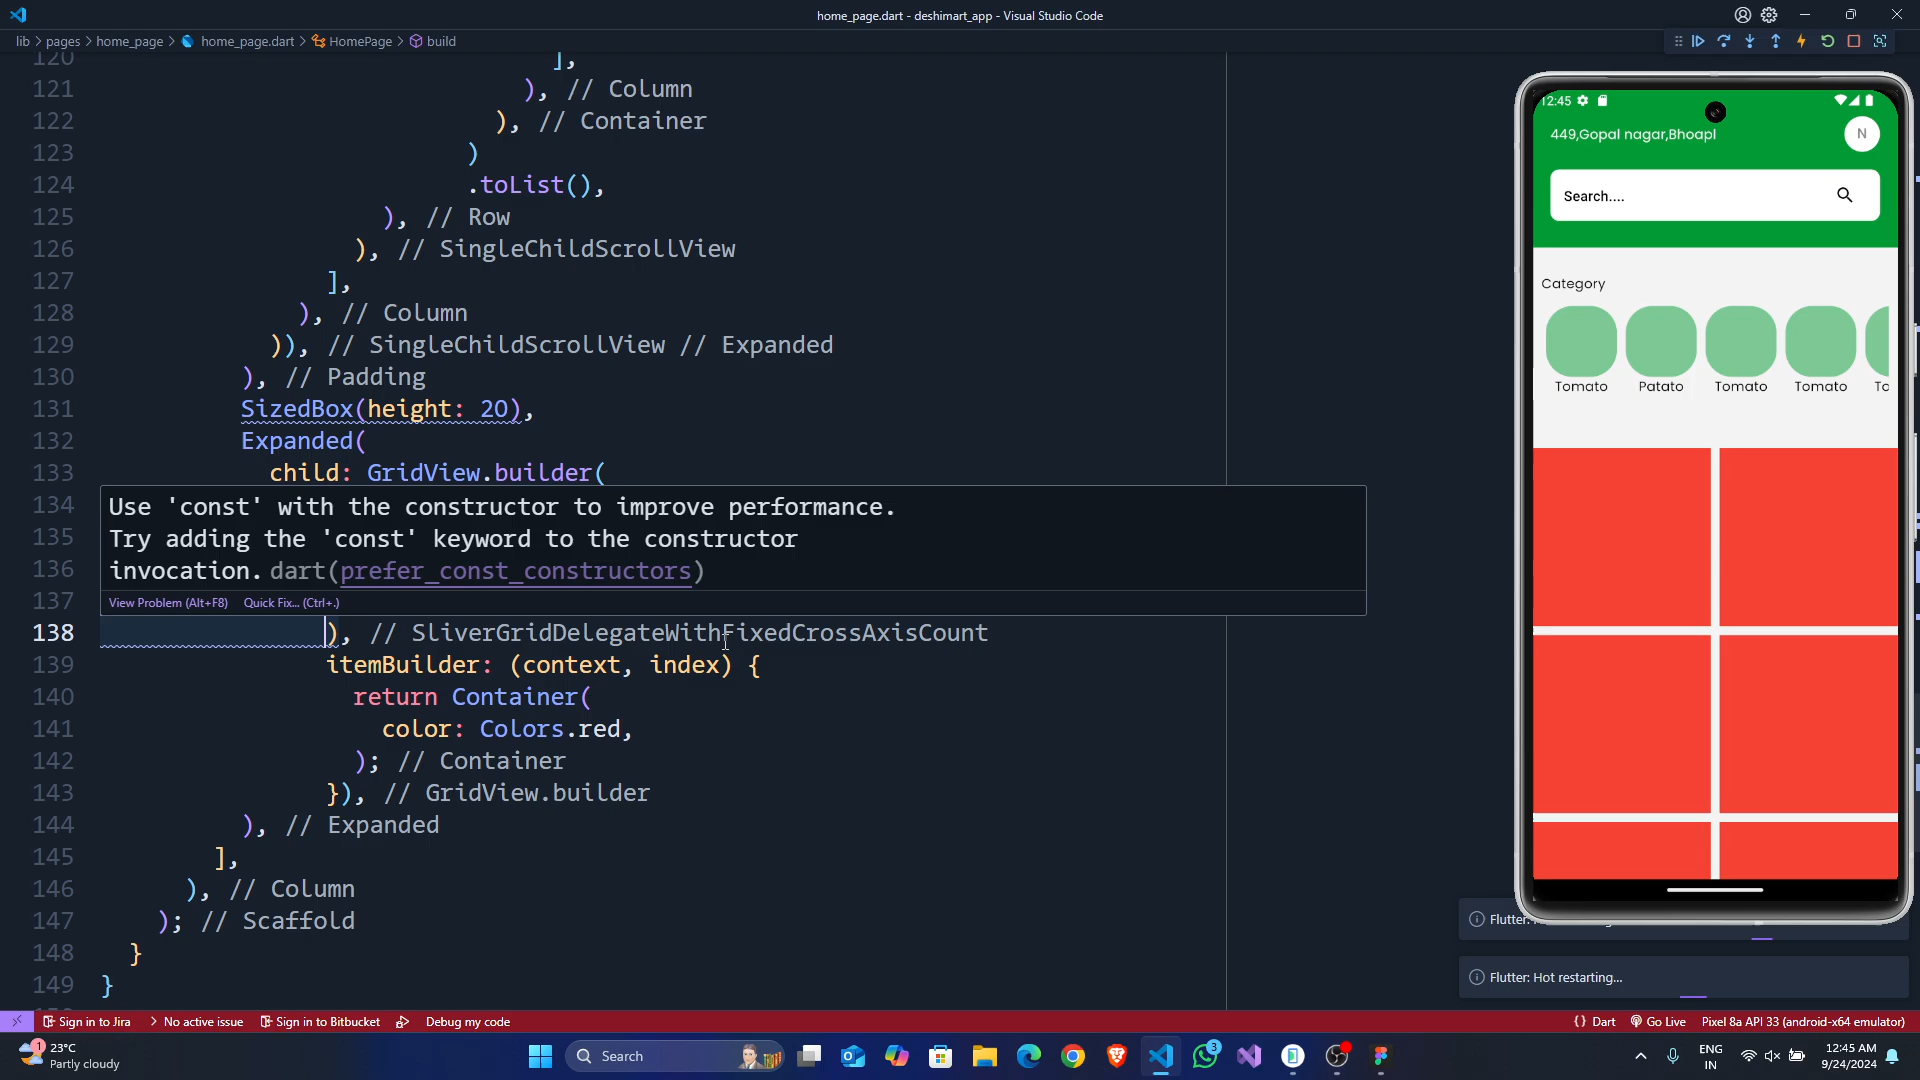 home_page.dart - deshimart_app - Visual Studio Code
lib > pages > home_page > home_page.dart > HomePage > build
120 ],
121 ), // Column
122 ), // Container
123 )
124 .toList(),
125 ), // Row
126 ), // SingleChildScrollView
127 ],
128 ), // Column
129 )), // SingleChildScrollView // Expanded
130 ), // Padding
131 SizedBox(height: 20),
132 Expanded(
133 child: GridView.builder(
134
135
136
137
Use 'const' with the constructor to improve performance.
Try adding the 'const' keyword to the constructor
invocation. dart(prefer_const_constructors)
View Problem (Alt+F8) Quick Fix... (Ctrl+.)
138 ), // SliverGridDelegateWithFixedCrossAxisCount
139 itemBuilder: (context, index) {
140 return Container(
141 color: Colors.red,
142 ); // Container
143 }), // GridView.builder
144 ), // Expanded
145 ],
146 ), // Column
147 ); // Scaffold
148 }
149 }
12:45
449,Gopal nagar,Bhoapl
N
Search....
Category
Tomato Patato Tomato Tomato To
Flutter:
Flutter: Hot restarting...
Sign in to Jira > No active issue Sign in to Bitbucket Debug my code {} Dart Go Live Pixel 8a API 33 (android-x64 emulator)
1
23°C
Partly cloudy
Search
3
ENG
IN
12:45 AM
9/24/2024